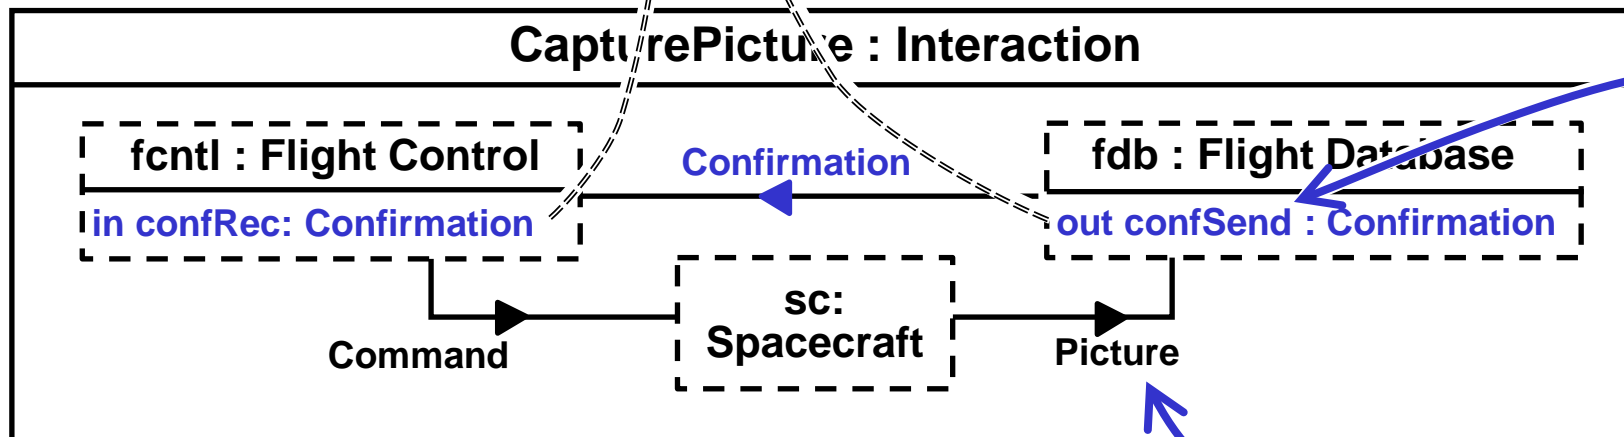 CapturePicture : Interaction
fcntl : Flight Control
Confirmation
fdb : Flight Database
in confRec: Confirmation
out confSend : Confirmation
sc:
Spacecraft
Command
Picture